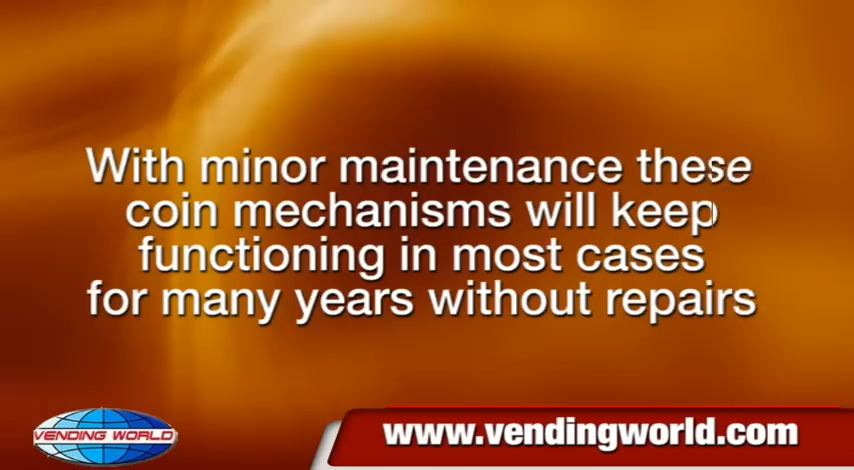 With minor maintenance these
coin mechanisms will keep
functioning in most cases
for many years without repairs
VENDING WORLD
www.vendingworld.com